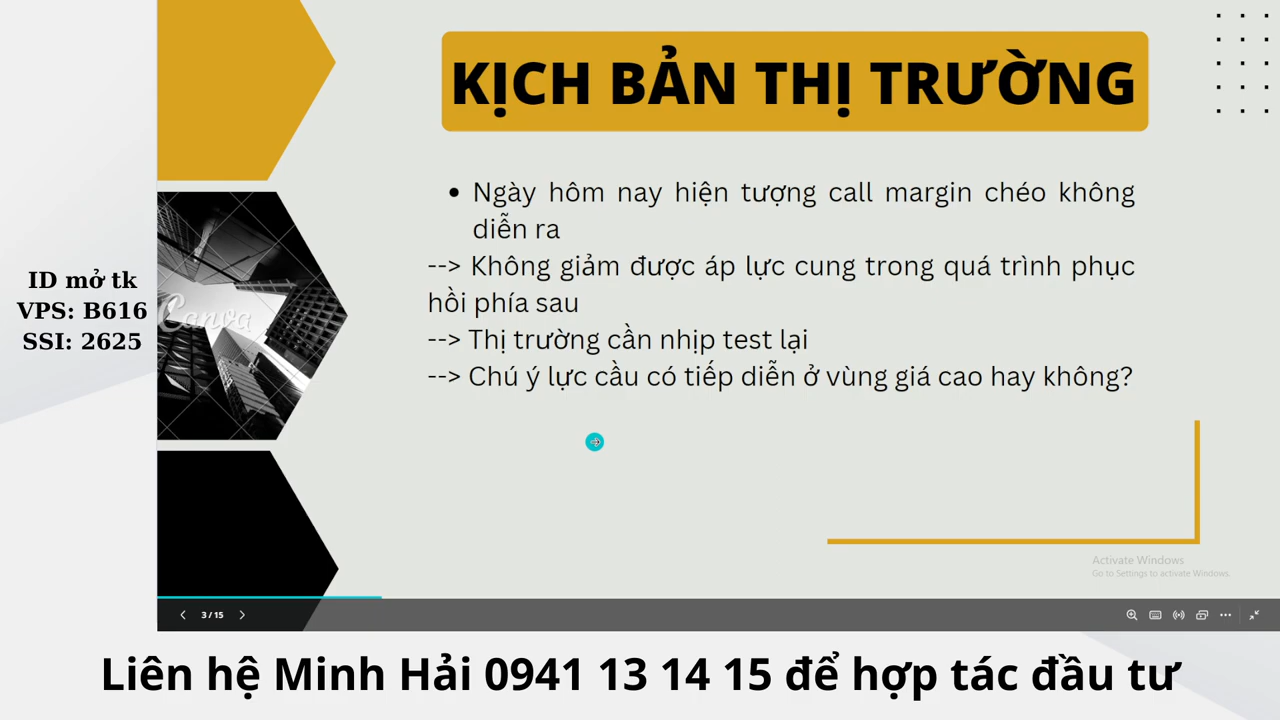 KỊCH BẢN THỊ TRƯỜNG
• Ngày hôm nay hiện tượng call margin chéo không
diễn ra
--> Không giảm được áp lực cung trong quá trình phục
hồi phía sau
--> Thị trường cần nhịp test lại
--> Chú ý lực cầu có tiếp diễn ở vùng giá cao hay không?
ID mở tk
VPS: B616
SSI: 2625
Canva
Activate Windows
Go to Settings to activate Windows.
3 / 15
Liên hệ Minh Hải 0941 13 14 15 để hợp tác đầu tư